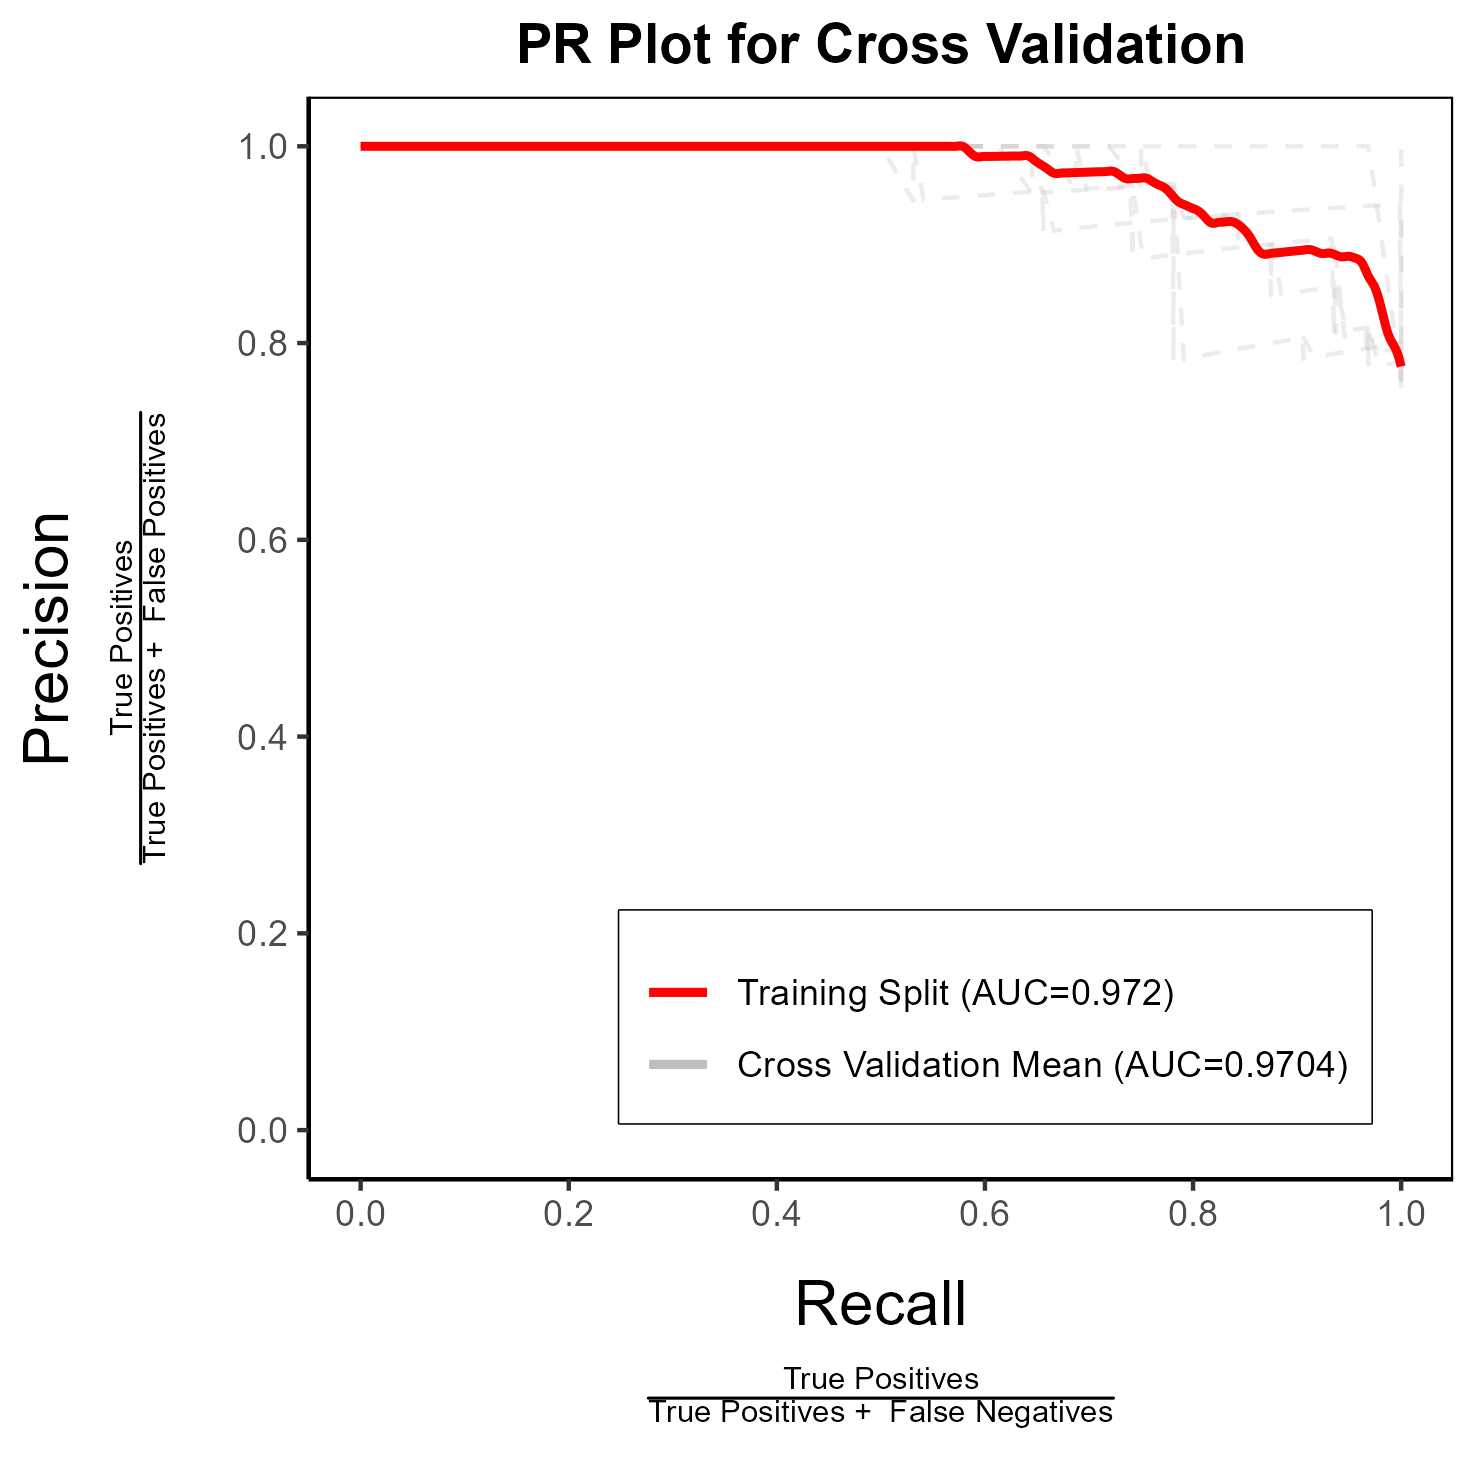 PR Plot for Cross Validation
Precision
True Positives
True Positives + False Positives
1.0
0.8
0.6
0.4
0.2
0.0
Training Split (AUC=0.972)
Cross Validation Mean (AUC=0.9704)
0.0 0.2 0.4 0.6 0.8 1.0
Recall
True Positives
True Positives + False Negatives